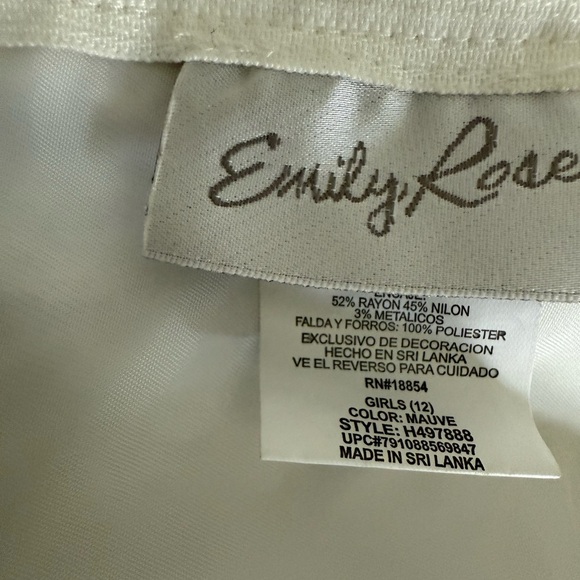 Emily Rose
ENCAJE:
52% RAYON 45% NILON
3% METALICOS
FALDA Y FORROS: 100% POLIESTER
EXCLUSIVO DE DECORACION
HECHO EN SRI LANKA
VE EL REVERSO PARA CUIDADO
RN#18854
GIRLS (12)
COLOR: MAUVE
STYLE: H497888
UPC#791088569847
MADE IN SRI LANKA